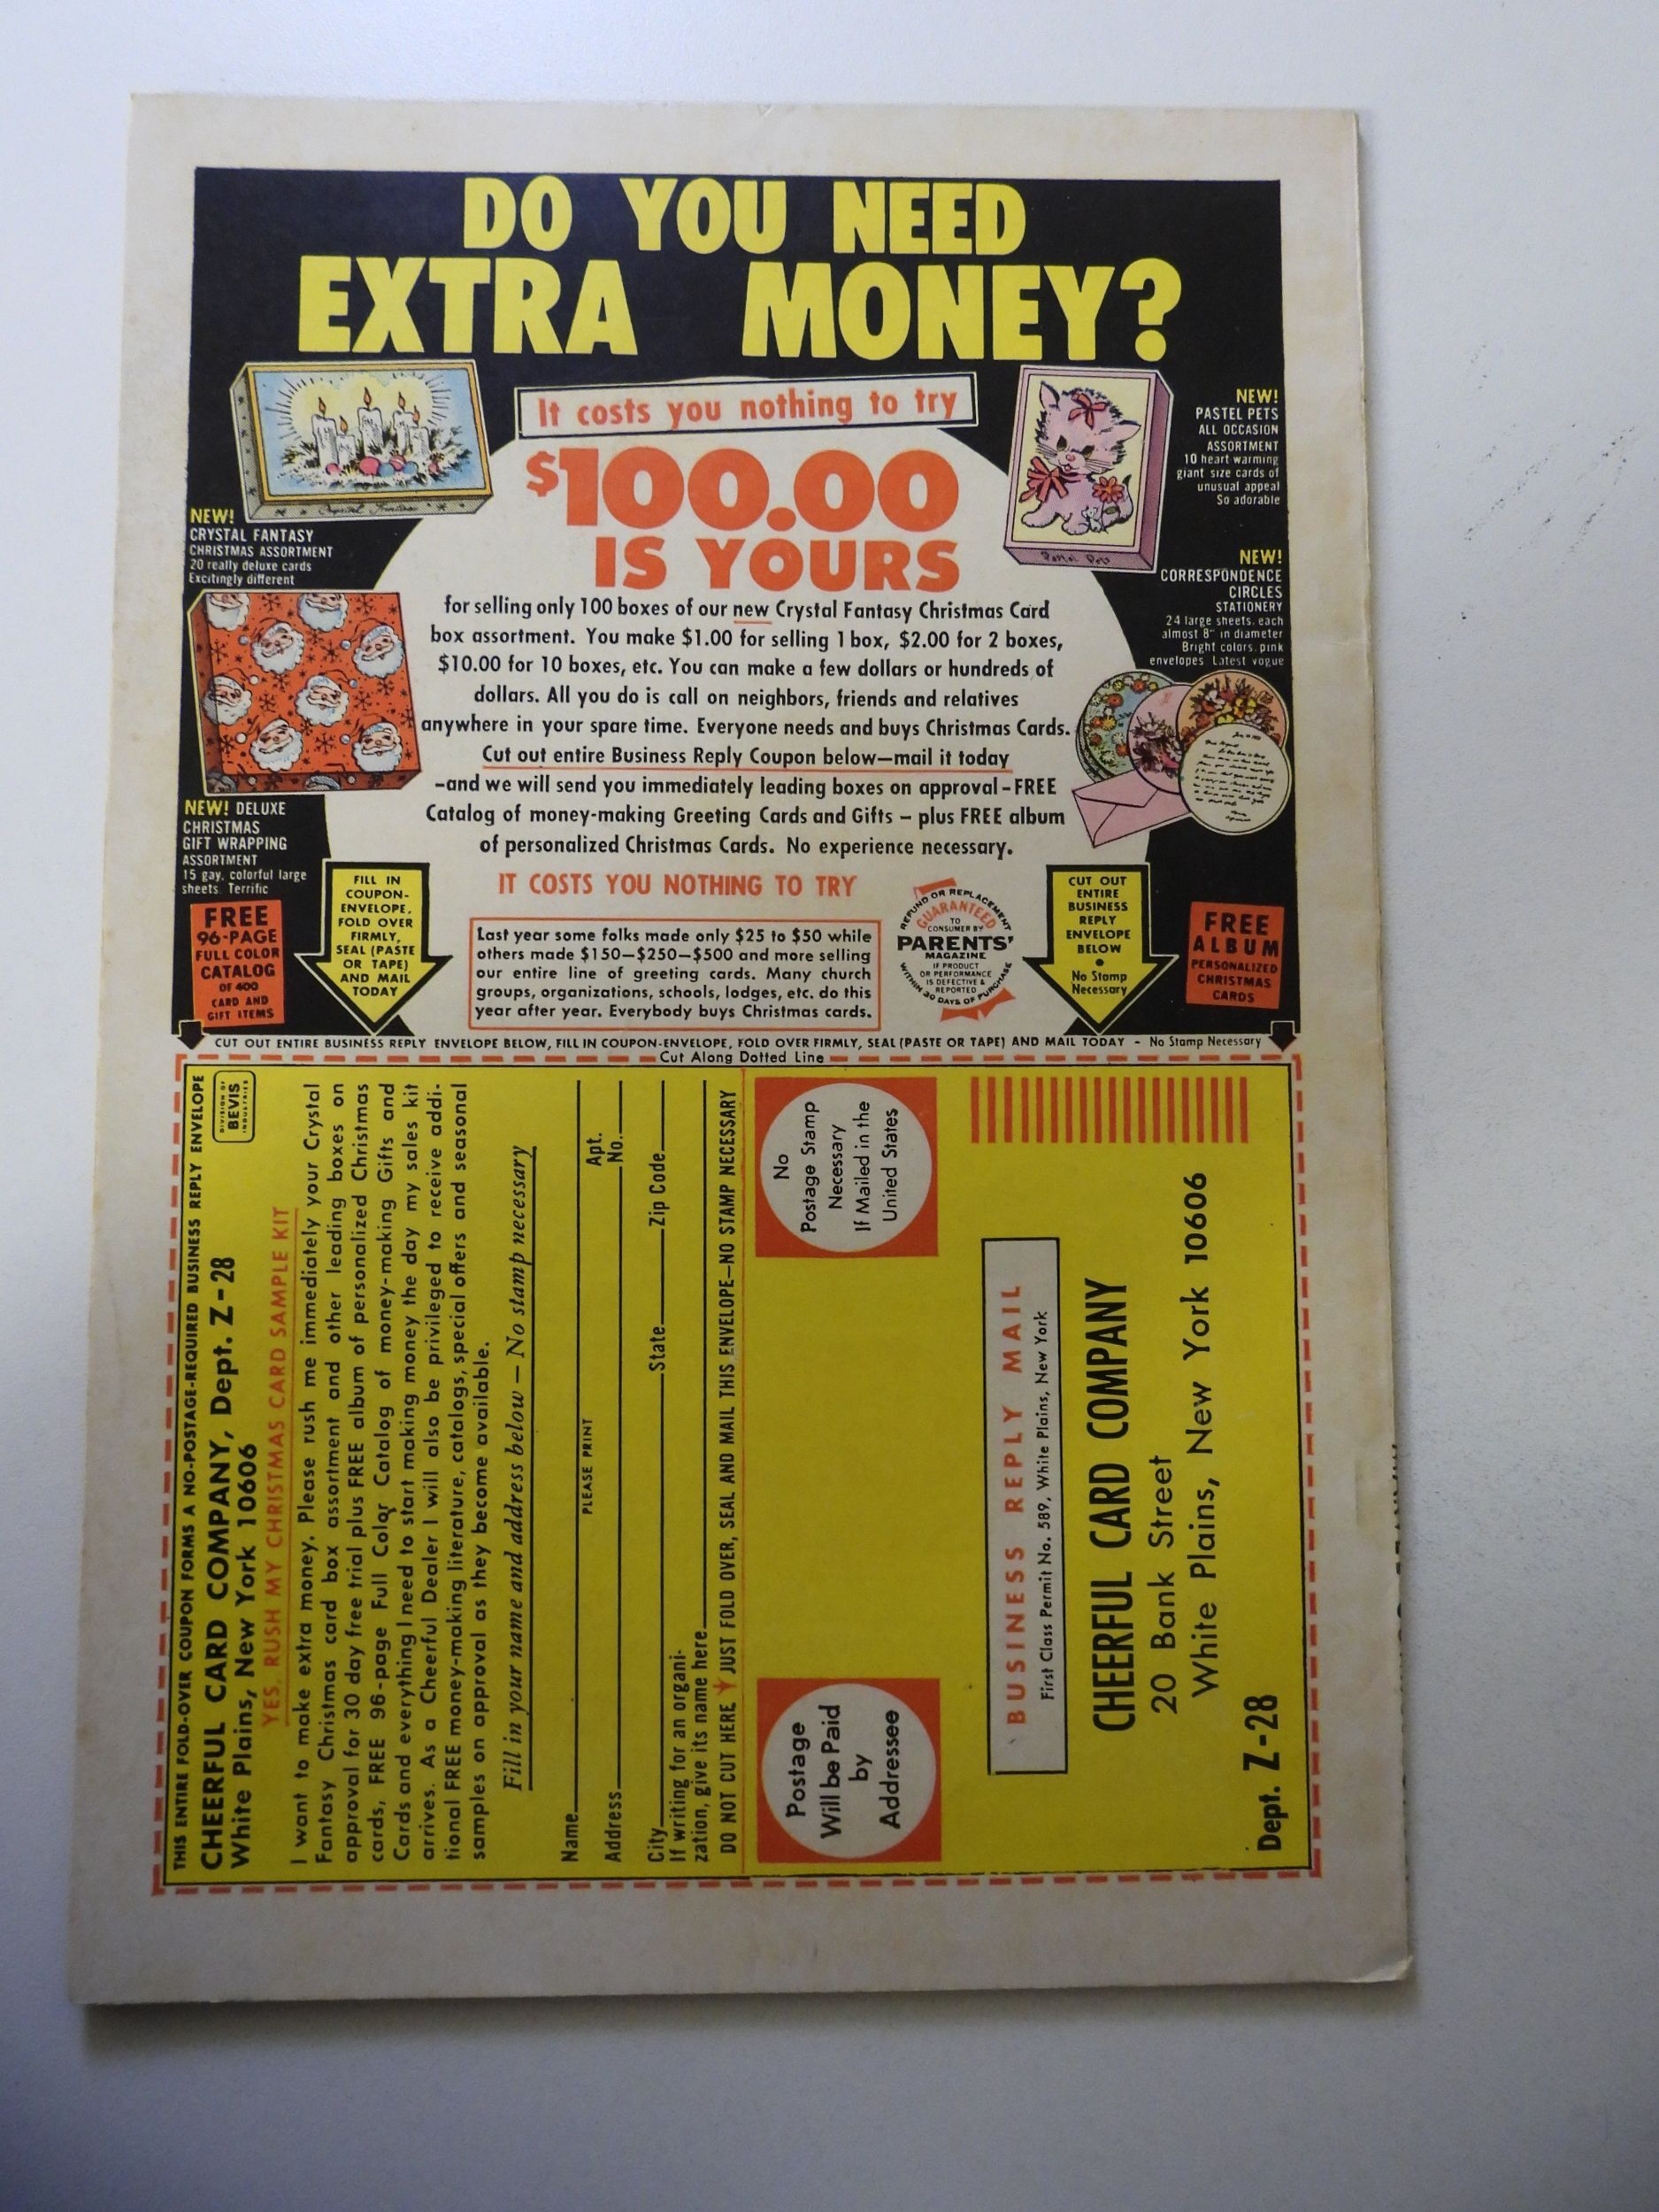 DO YOU NEED
EXTRA MONEY?
It costs you nothing to try
$100.00
IS YOURS
for selling only 100 boxes of our new Crystal Fantasy Christmas Card
box assortment. You make $1.00 for selling 1 box, $2.00 for 2 boxes,
$10.00 for 10 boxes, etc. You can make a few dollars or hundreds of
dollars. All you do is call on neighbors, friends and relatives
anywhere in your spare time. Everyone needs and buys Christmas Cards.
Cut out entire Business Reply Coupon below—mail it today
–and we will send you immediately leading boxes on approval – FREE
Catalog of money-making Greeting Cards and Gifts – plus FREE album
of personalized Christmas Cards. No experience necessary.
IT COSTS YOU NOTHING TO TRY
Crystal Fantasy
NEW!
CRYSTAL FANTASY
CHRISTMAS ASSORTMENT
20 really deluxe cards
Excitingly different
NEW! DELUXE
CHRISTMAS
GIFT WRAPPING
ASSORTMENT
15 gay, colorful large
sheets. Terrific
Pastel Pets
NEW!
PASTEL PETS
ALL OCCASION
ASSORTMENT
10 heart warming
giant size cards of
unusual appeal
So adorable
NEW!
CORRESPONDENCE
CIRCLES
STATIONERY
24 large sheets, each
almost 8" in diameter
Bright colors, pink
envelopes. Latest vogue
FREE
96-PAGE
FULL COLOR
CATALOG
OF 400
CARD AND
GIFT ITEMS
FILL IN
COUPON-
ENVELOPE,
FOLD OVER
FIRMLY,
SEAL (PASTE
OR TAPE)
AND MAIL
TODAY
Last year some folks made only $25 to $50 while
others made $150—$250—$500 and more selling
our entire line of greeting cards. Many church
groups, organizations, schools, lodges, etc. do this
year after year. Everybody buys Christmas cards.
REFUND OR REPLACEMENT
GUARANTEED
TO
CONSUMER BY
PARENTS'
MAGAZINE
IF PRODUCT
OR PERFORMANCE
IS DEFECTIVE &
REPORTED
WITHIN 30 DAYS OF PURCHASE
CUT OUT
ENTIRE
BUSINESS
REPLY
ENVELOPE
BELOW
•
No Stamp
Necessary
FREE
ALBUM
PERSONALIZED
CHRISTMAS
CARDS
CUT OUT ENTIRE BUSINESS REPLY ENVELOPE BELOW, FILL IN COUPON-ENVELOPE, FOLD OVER FIRMLY, SEAL (PASTE OR TAPE) AND MAIL TODAY - No Stamp Necessary
Cut Along Dotted Line
THIS ENTIRE FOLD-OVER COUPON FORMS A NO-POSTAGE-REQUIRED BUSINESS REPLY ENVELOPE
CHEERFUL CARD COMPANY, Dept. Z-28
White Plains, New York 10606
DIVISION OF
BEVIS
INDUSTRIES
YES, RUSH MY CHRISTMAS CARD SAMPLE KIT
I want to make extra money. Please rush me immediately your Crystal
Fantasy Christmas card box assortment and other leading boxes on
approval for 30 day free trial plus FREE album of personalized Christmas
cards, FREE 96-page Full Color Catalog of money-making Gifts and
Cards and everything I need to start making money the day my sales kit
arrives. As a Cheerful Dealer I will also be privileged to receive addi-
tional FREE money-making literature, catalogs, special offers and seasonal
samples on approval as they become available.
Fill in your name and address below — No stamp necessary
Name
PLEASE PRINT
Address Apt. No.
City State Zip Code
If writing for an organi-
zation, give its name here
DO NOT CUT HERE JUST FOLD OVER, SEAL AND MAIL THIS ENVELOPE—NO STAMP NECESSARY
Postage
Will be Paid
by
Addressee
No
Postage Stamp
Necessary
If Mailed in the
United States
BUSINESS REPLY MAIL
First Class Permit No. 589, White Plains, New York
CHEERFUL CARD COMPANY
20 Bank Street
White Plains, New York 10606
Dept. Z-28